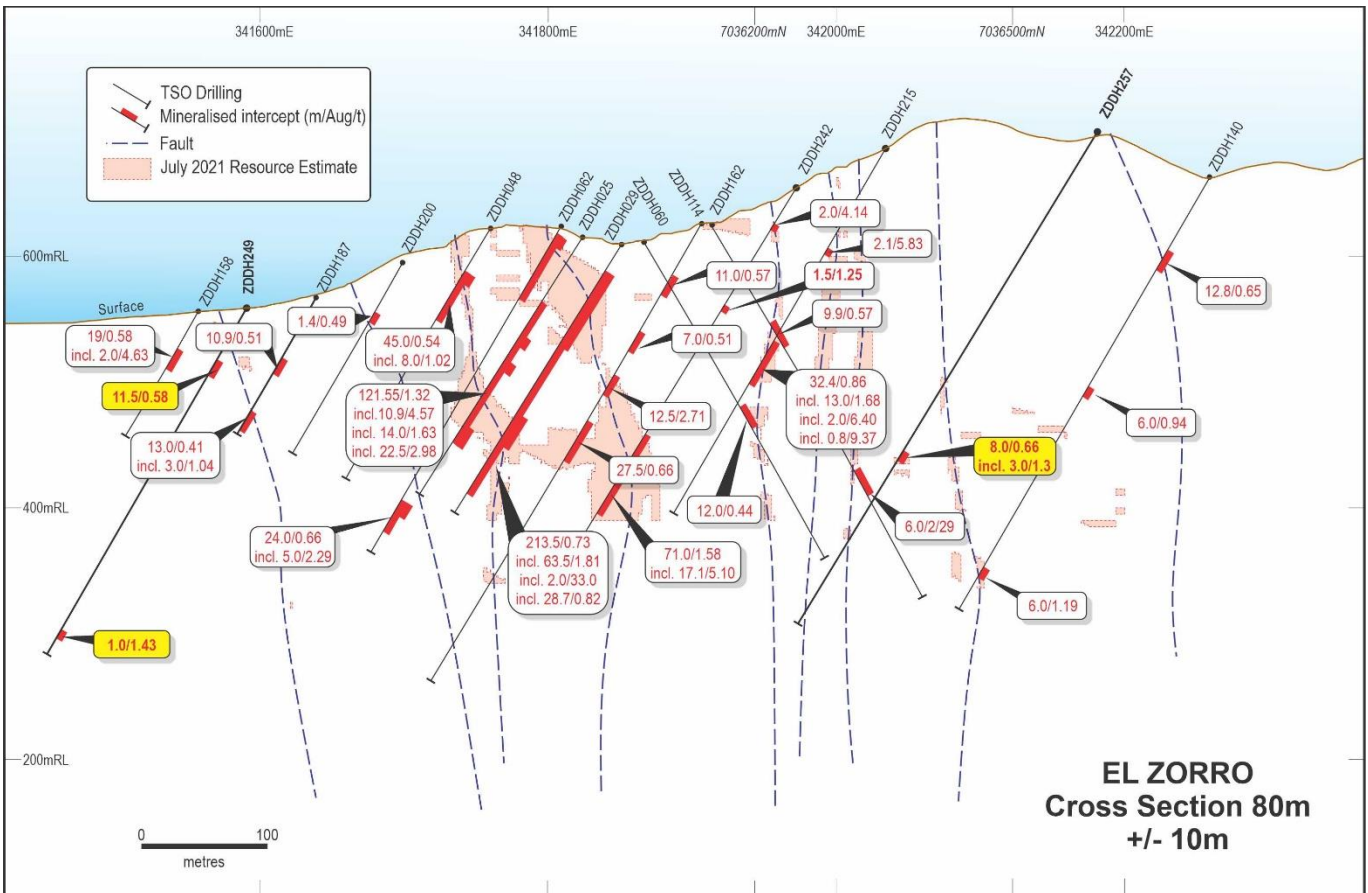 341600mE
341800mE
7036200mN
342000mE
7036500mN
342200mE
TSO Drilling
Mineralised intercept (m/Aug/t)
Fault
July 2021 Resource Estimate
ZDDH158
ZDDH249
ZDDH187
ZDDH200
ZDDH048
ZDDH062
ZDDH025
ZDDH029
ZDDH060
ZDDH114
ZDDH162
ZDDH242
ZDDH215
ZDDH257
ZDDH140
600mRL
400mRL
200mRL
Surface
19/0.58
incl. 2.0/4.63
10.9/0.51
11.5/0.58
13.0/0.41
incl. 3.0/1.04
1.4/0.49
45.0/0.54
incl. 8.0/1.02
121.55/1.32
incl.10.9/4.57
incl. 14.0/1.63
incl. 22.5/2.98
24.0/0.66
incl. 5.0/2.29
1.0/1.43
213.5/0.73
incl. 63.5/1.81
incl. 2.0/33.0
incl. 28.7/0.82
71.0/1.58
incl. 17.1/5.10
27.5/0.66
12.5/2.71
7.0/0.51
11.0/0.57
2.0/4.14
2.1/5.83
1.5/1.25
9.9/0.57
32.4/0.86
incl. 13.0/1.68
incl. 2.0/6.40
incl. 0.8/9.37
12.0/0.44
6.0/2/29
8.0/0.66
incl. 3.0/1.3
12.8/0.65
6.0/0.94
6.0/1.19
0 100
metres
EL ZORRO
Cross Section 80m
+/- 10m